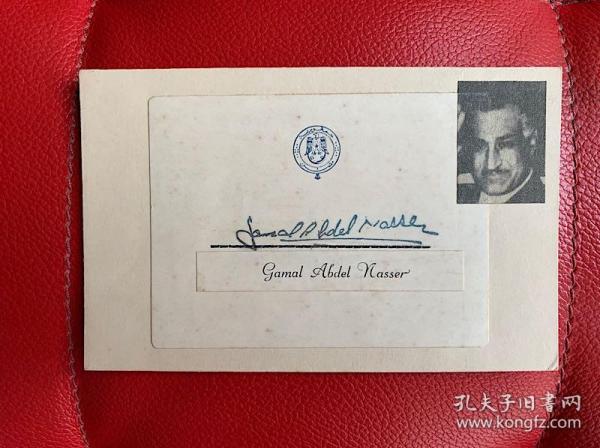 Gamal Abdel Nasser
Gamal Abdel Nasser
孔夫子旧书网
www.kongfz.com